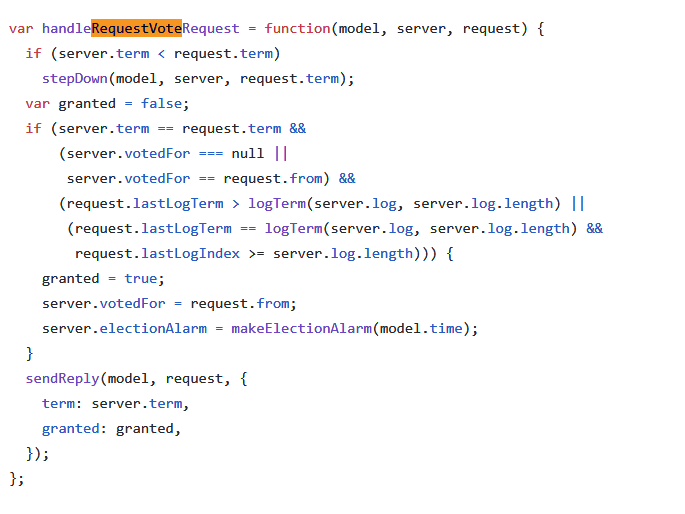 var handleRequestVoteRequest = function(model, server, request) {
  if (server.term < request.term)
    stepDown(model, server, request.term);
  var granted = false;
  if (server.term == request.term &&
      (server.votedFor === null ||
       server.votedFor == request.from) &&
      (request.lastLogTerm > logTerm(server.log, server.log.length) ||
       (request.lastLogTerm == logTerm(server.log, server.log.length) &&
        request.lastLogIndex >= server.log.length))) {
    granted = true;
    server.votedFor = request.from;
    server.electionAlarm = makeElectionAlarm(model.time);
  }
  sendReply(model, request, {
    term: server.term,
    granted: granted,
  });
};